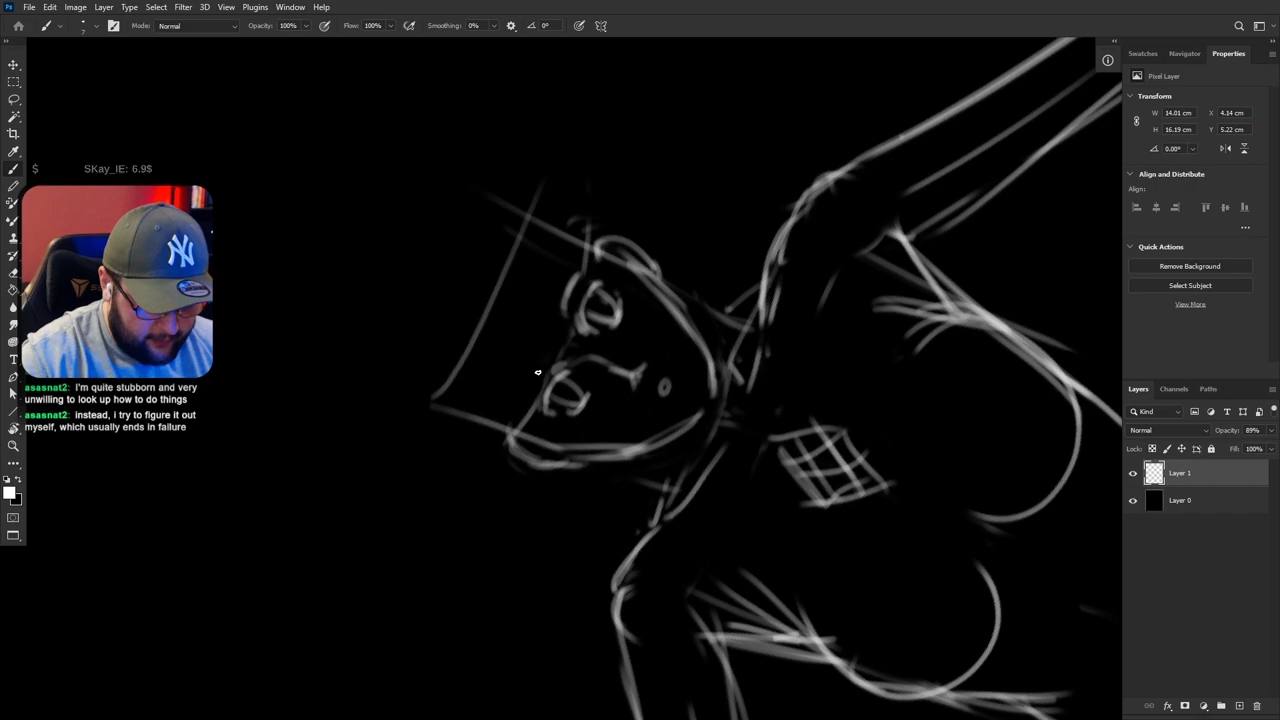 Ps File Edit Image Layer Type Select Filter 3D View Plugins Window Help
7 Mode: Normal Opacity: 100% Flow: 100% Smoothing: 0% 0°
Swatches Navigator Properties
Pixel Layer
Transform
W 14.01 cm X 4.14 cm
H 16.19 cm Y 5.22 cm
0.00°
Align and Distribute
Align:
Quick Actions
Remove Background
Select Subject
View More
$ SKay_IE: 6.9$
NY
asasnat2: I'm quite stubborn and very
unwilling to look up how to do things
asasnat2: instead, i try to figure it out
myself, which usually ends in failure
Layers Channels Paths
Kind
Normal Opacity: 89%
Lock: Fill: 100%
Layer 1
Layer 0
fx